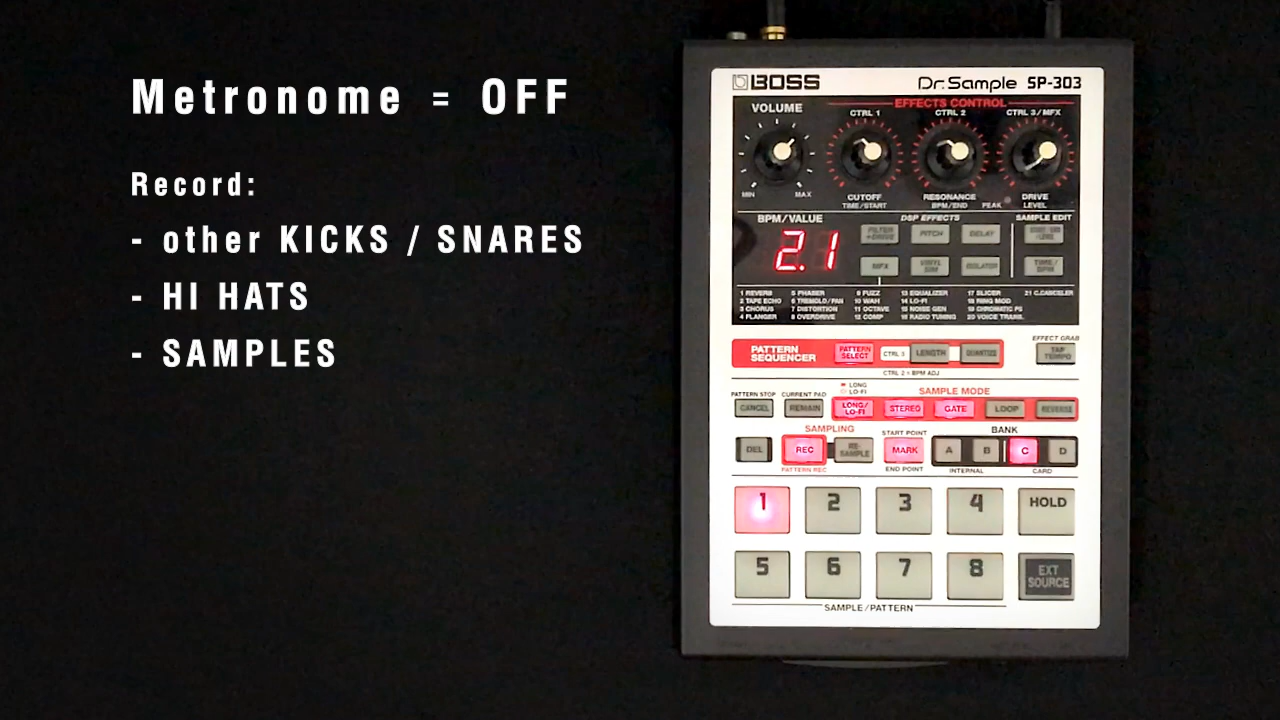 Metronome = OFF
Record:
- other KICKS / SNARES
- HI HATS
- SAMPLES
BOSS
Dr. Sample SP-303
VOLUME
EFFECTS CONTROL
CTRL 1
CTRL 2
CTRL 3/MFX
MIN
MAX
CUTOFF
TIME/START
RESONANCE
BPM/END
PEAK
DRIVE
LEVEL
BPM/VALUE
2.1
DSP EFFECTS
SAMPLE EDIT
FILTER +DRIVE
PITCH
DELAY
MFX
VINYL SIM
ISOLATOR
TIME/ BPM
1 REVERB
2 TAPE ECHO
3 CHORUS
4 FLANGER
5 PHASER
6 TREMOLO/PAN
7 DISTORTION
8 OVERDRIVE
9 FUZZ
10 WAH
11 OCTAVE
12 COMP
13 EQUALIZER
14 LO-FI
15 NOISE GEN
16 RADIO TUNING
17 SLICER
18 RING MOD
19 CHROMATIC PS
20 VOICE TRANS.
21 C.CANCELER
EFFECT GRAB
PATTERN SEQUENCER
PATTERN SELECT
CTRL 3
LENGTH
QUANTIZE
TAP TEMPO
CTRL 2 = BPM ADJ
PATTERN STOP
CANCEL
CURRENT PAD
REMAIN
LONG
LO-FI
LONG/ LO-FI
SAMPLE MODE
STEREO
GATE
LOOP
REVERSE
DEL
SAMPLING
REC
RE- SAMPLE
PATTERN REC
START POINT
MARK
END POINT
BANK
A
B
C
D
INTERNAL
CARD
1
2
3
4
HOLD
5
6
7
8
EXT SOURCE
SAMPLE/PATTERN